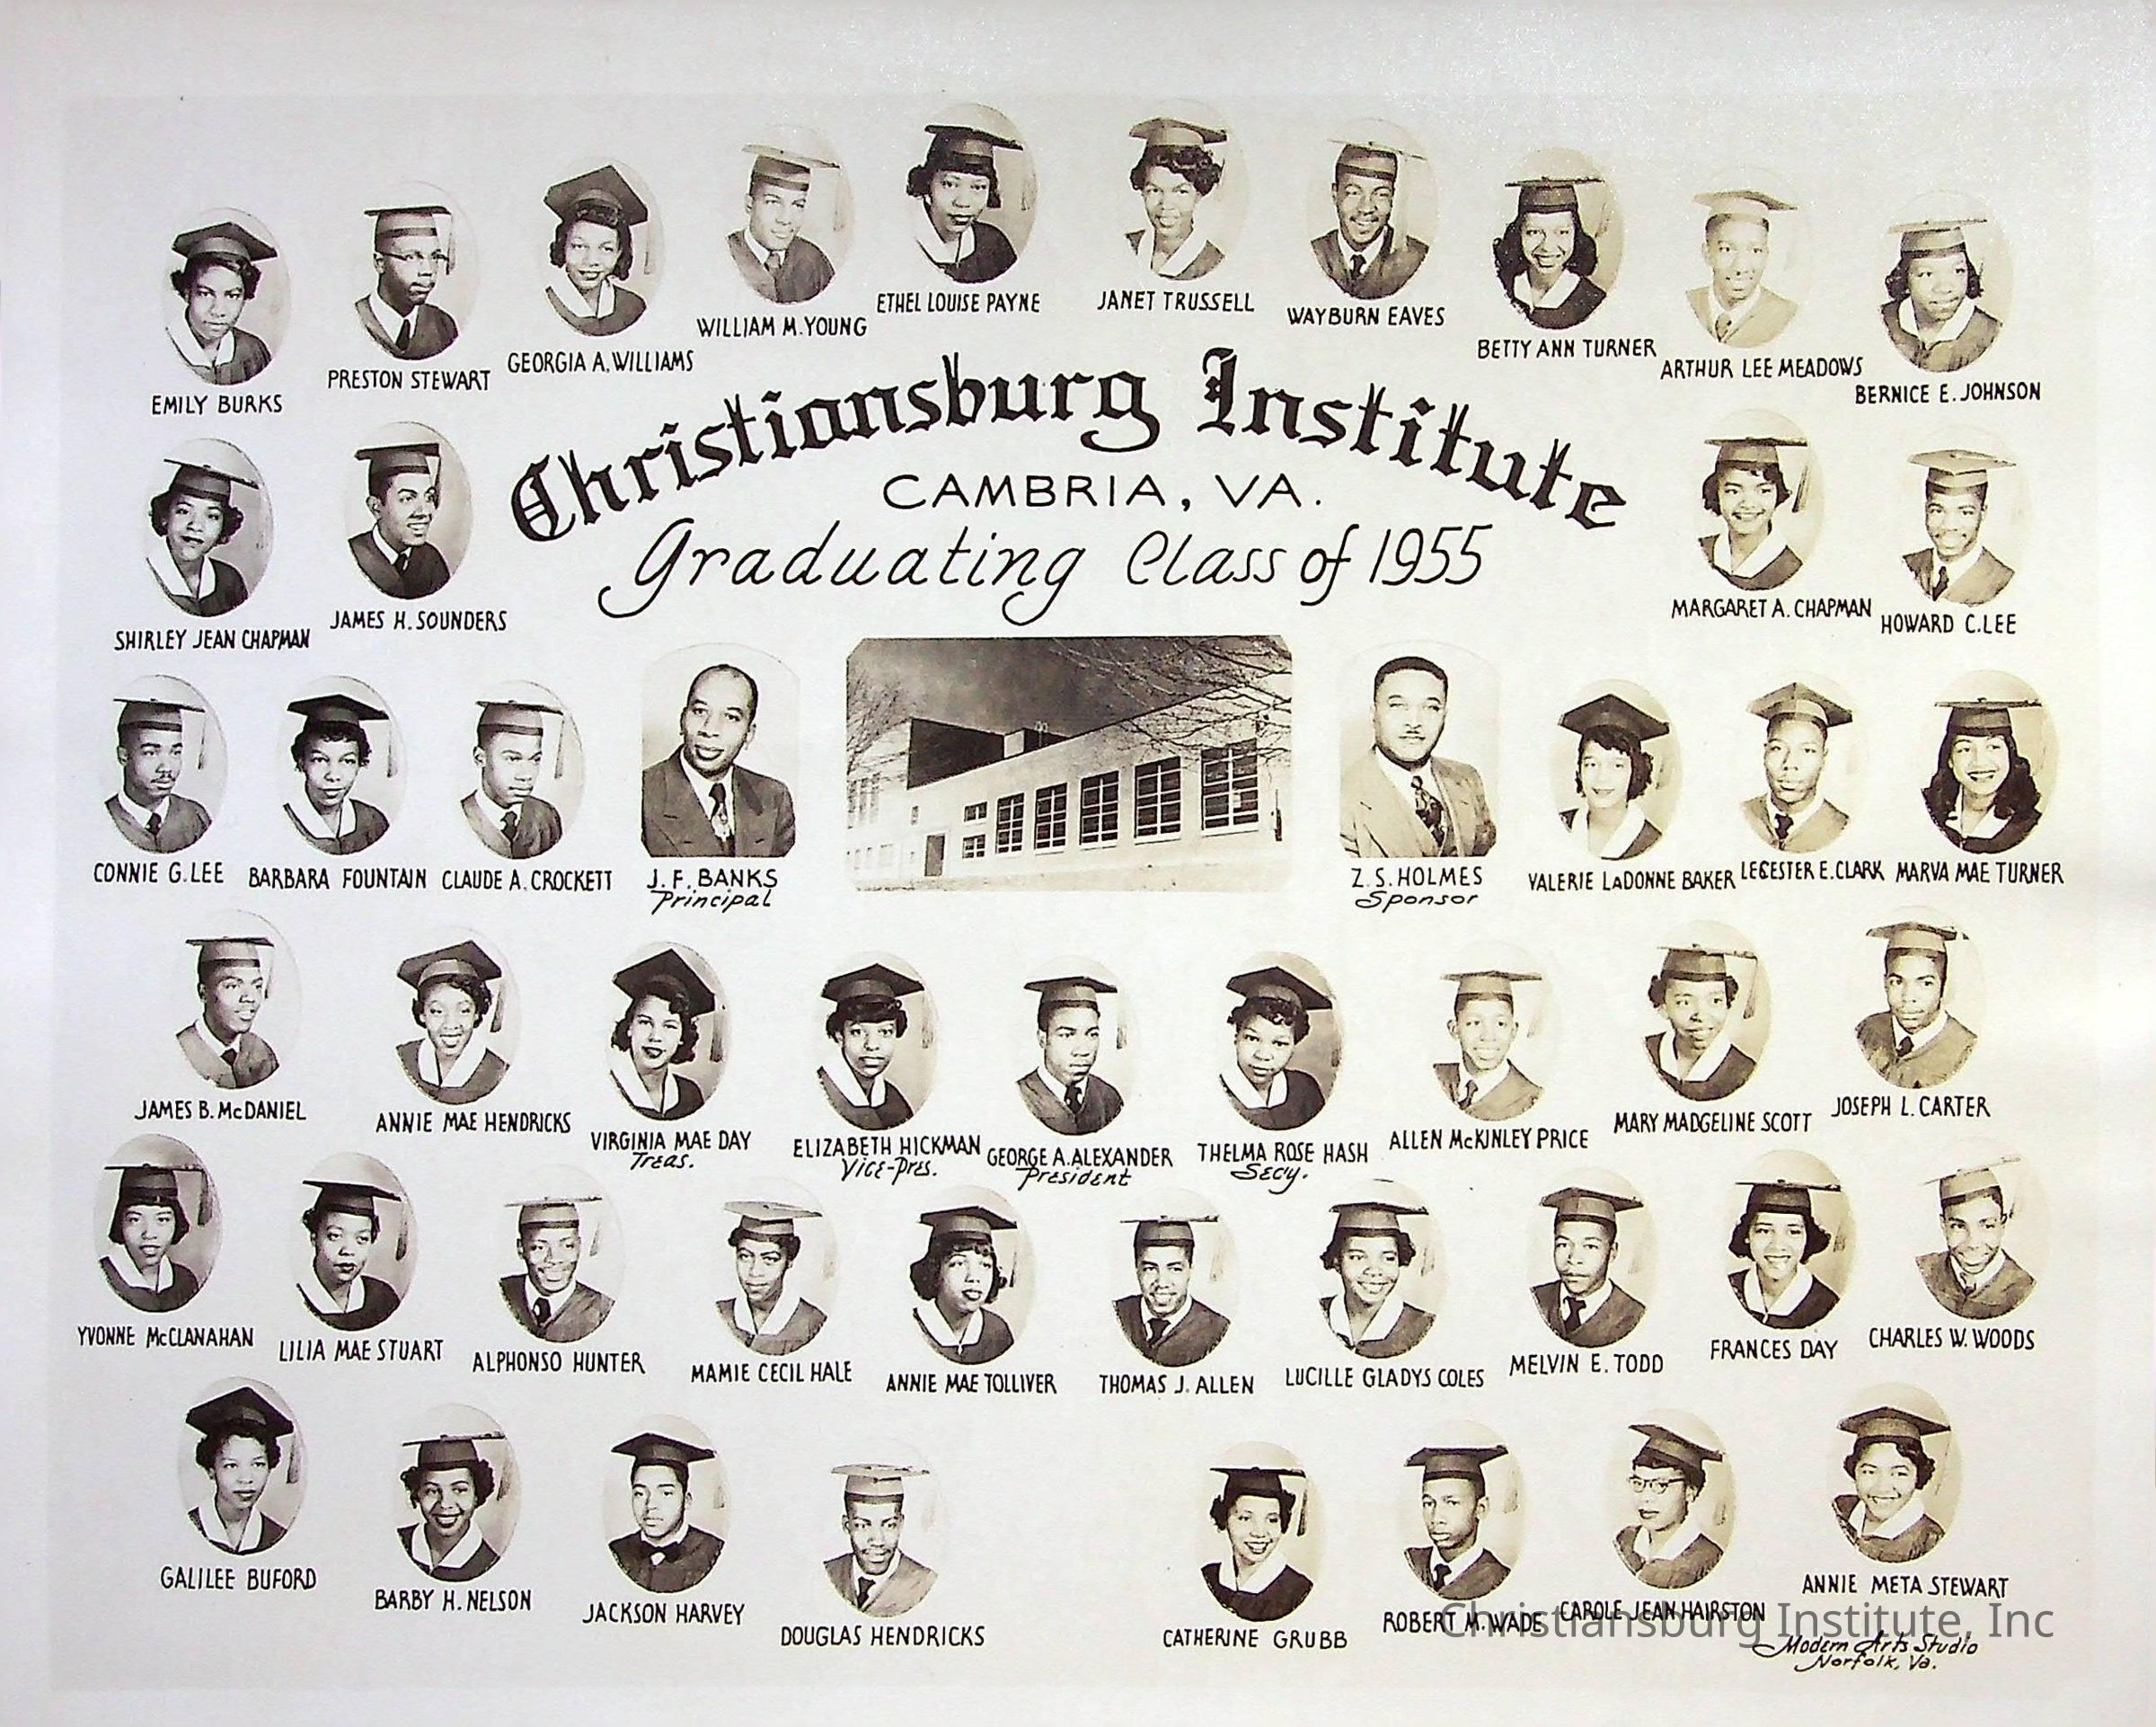 EMILY BURKS
PRESTON STEWART
GEORGIA A. WILLIAMS
WILLIAM M. YOUNG
ETHEL LOUISE PAYNE
JANET TRUSSELL
WAYBURN EAVES
BETTY ANN TURNER
ARTHUR LEE MEADOWS
BERNICE E. JOHNSON
Christiansburg Institute
CAMBRIA, VA.
Graduating Class of 1955
SHIRLEY JEAN CHAPMAN
JAMES H. SOUNDERS
MARGARET A. CHAPMAN
HOWARD C. LEE
CONNIE G. LEE
BARBARA FOUNTAIN
CLAUDE A. CROCKETT
J. F. BANKS
Principal
Z. S. HOLMES
Sponsor
VALERIE LaDONNE BAKER
LECESTER E. CLARK
MARVA MAE TURNER
JAMES B. McDANIEL
ANNIE MAE HENDRICKS
VIRGINIA MAE DAY
Treas.
ELIZABETH HICKMAN
Vice-Pres.
GEORGE A. ALEXANDER
President
THELMA ROSE HASH
Secy.
ALLEN McKINLEY PRICE
MARY MADGELINE SCOTT
JOSEPH L. CARTER
YVONNE McCLANAHAN
LILIA MAE STUART
ALPHONSO HUNTER
MAMIE CECIL HALE
ANNIE MAE TOLLIVER
THOMAS J. ALLEN
LUCILLE GLADYS COLES
MELVIN E. TODD
FRANCES DAY
CHARLES W. WOODS
GALILEE BUFORD
BARBY H. NELSON
JACKSON HARVEY
DOUGLAS HENDRICKS
CATHERINE GRUBB
ROBERT M. WADE
CAROLE JEAN HAIRSTON
ANNIE META STEWART
Christiansburg Institute, Inc
Modern Arts Studio
Norfolk, Va.